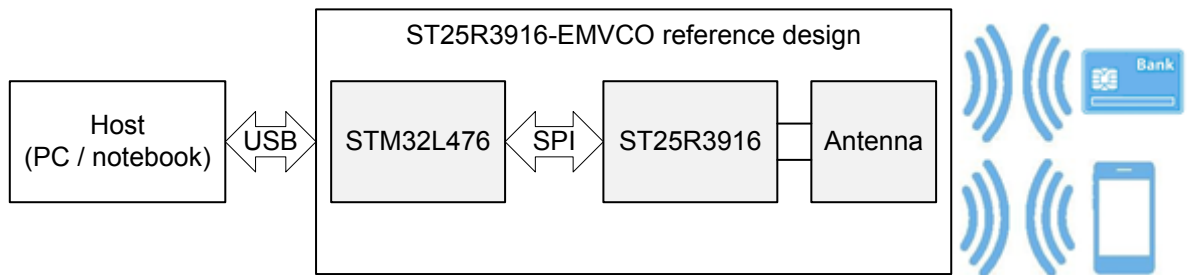 ST25R3916-EMVCO reference design
Host
(PC / notebook)
USB
STM32L476
SPI
ST25R3916
Antenna
Bank